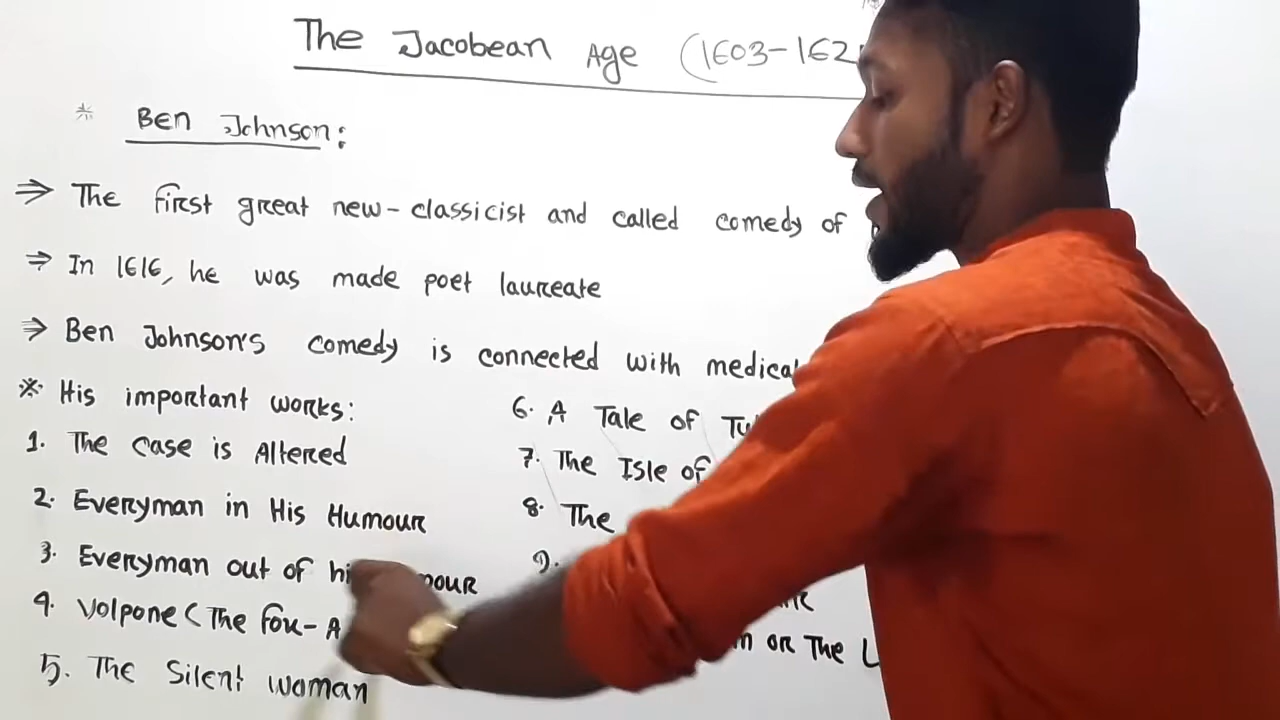 The Jacobean Age (1603-162
* Ben Johnson:
⇒ The first great new-classicist and called comedy of
⇒ In 1616, he was made poet laureate
⇒ Ben Johnson's comedy is connected with medical
※ His important works:
1. The case is Altered
2. Everyman in His Humour
3. Everyman out of his mour
4. Volpone (The Fox- A
5. The Silent woman
6. A Tale of Tu
7. The Isle of
8. The
9.
or The L